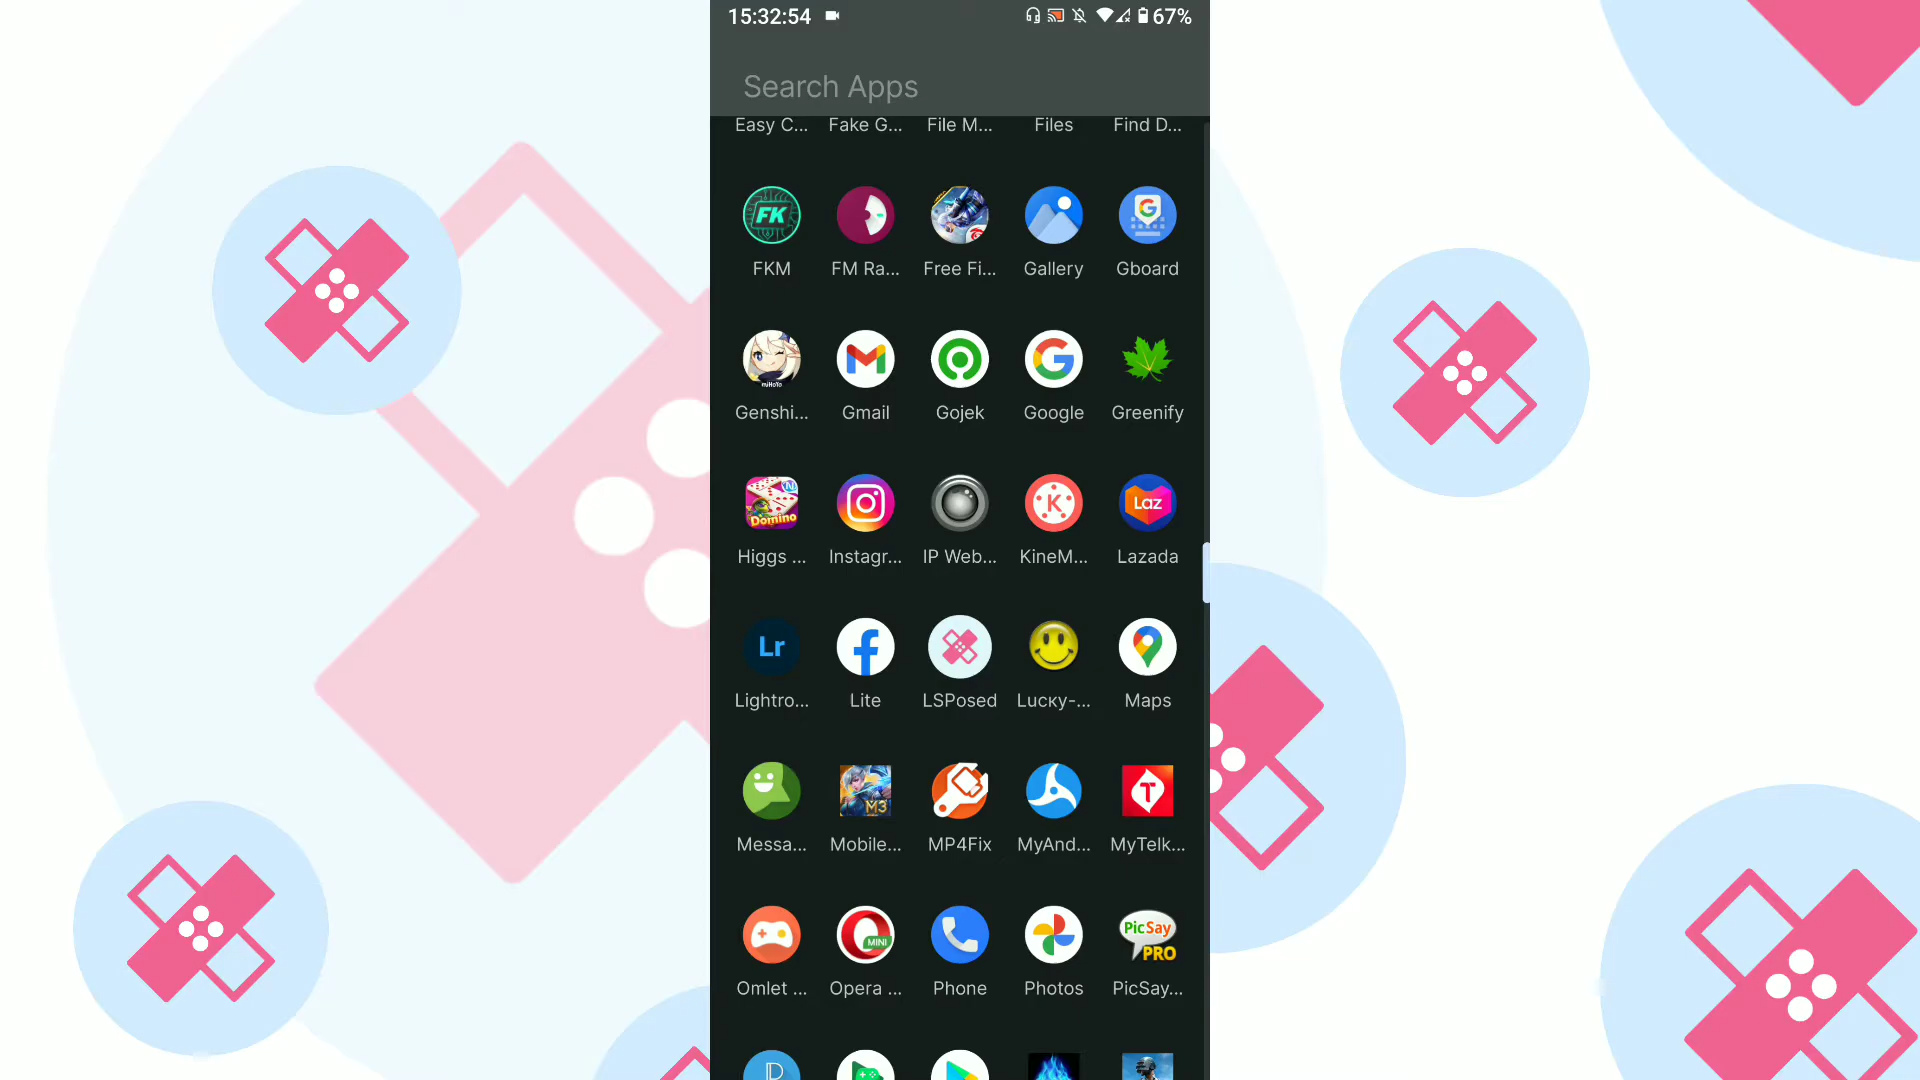 15:32:54 67%
Search Apps
Easy C... Fake G... File M... Files Find D...
FK
FKM FM Ra... Free Fi... Gallery Gboard
G
miHoYo
Genshi... Gmail Gojek Google Greenify
N
Domino K Laz
Higgs ... Instagr... IP Web... KineM... Lazada
Lr
Lightro... Lite LSPosed Lucкy-... Maps
M3 T
Messa... Mobile... MP4Fix MyAnd... MyTelk...
MINI PicSay
PRO
Omlet ... Opera ... Phone Photos PicSay...